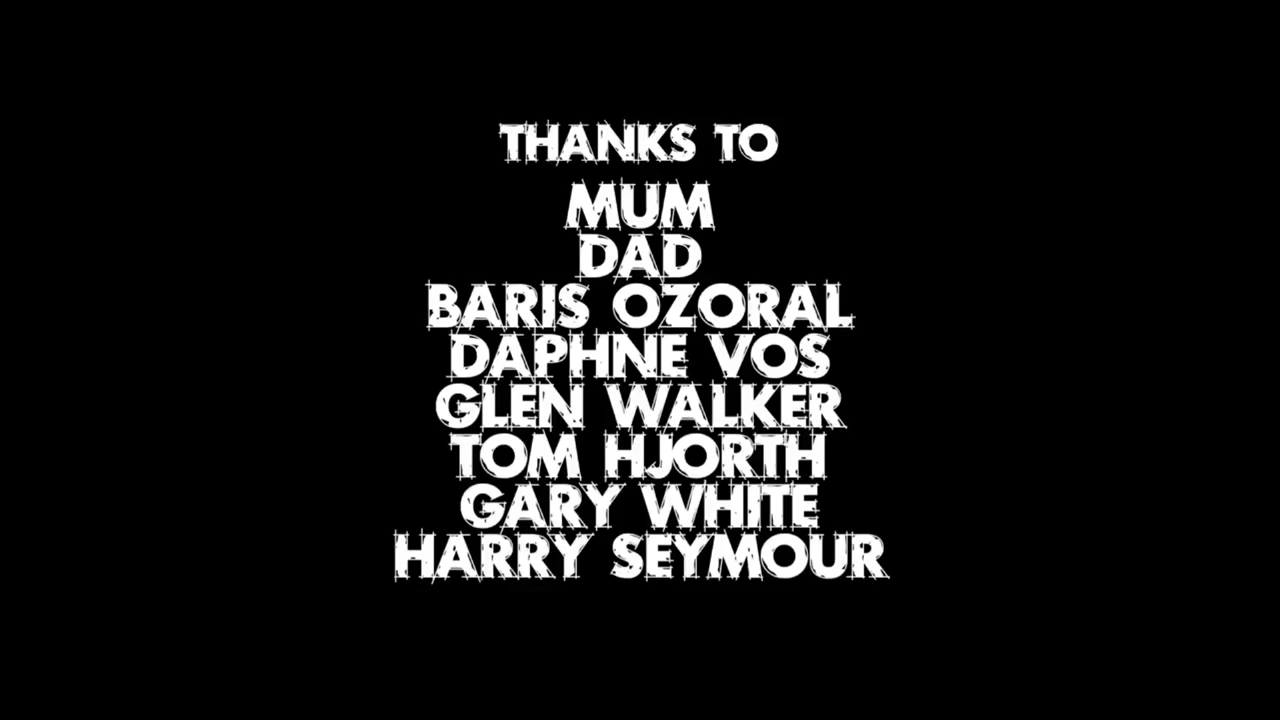 THANKS TO
MUM
DAD
BARIS OZORAL
DAPHNE VOS
GLEN WALKER
TOM HJORTH
GARY WHITE
HARRY SEYMOUR